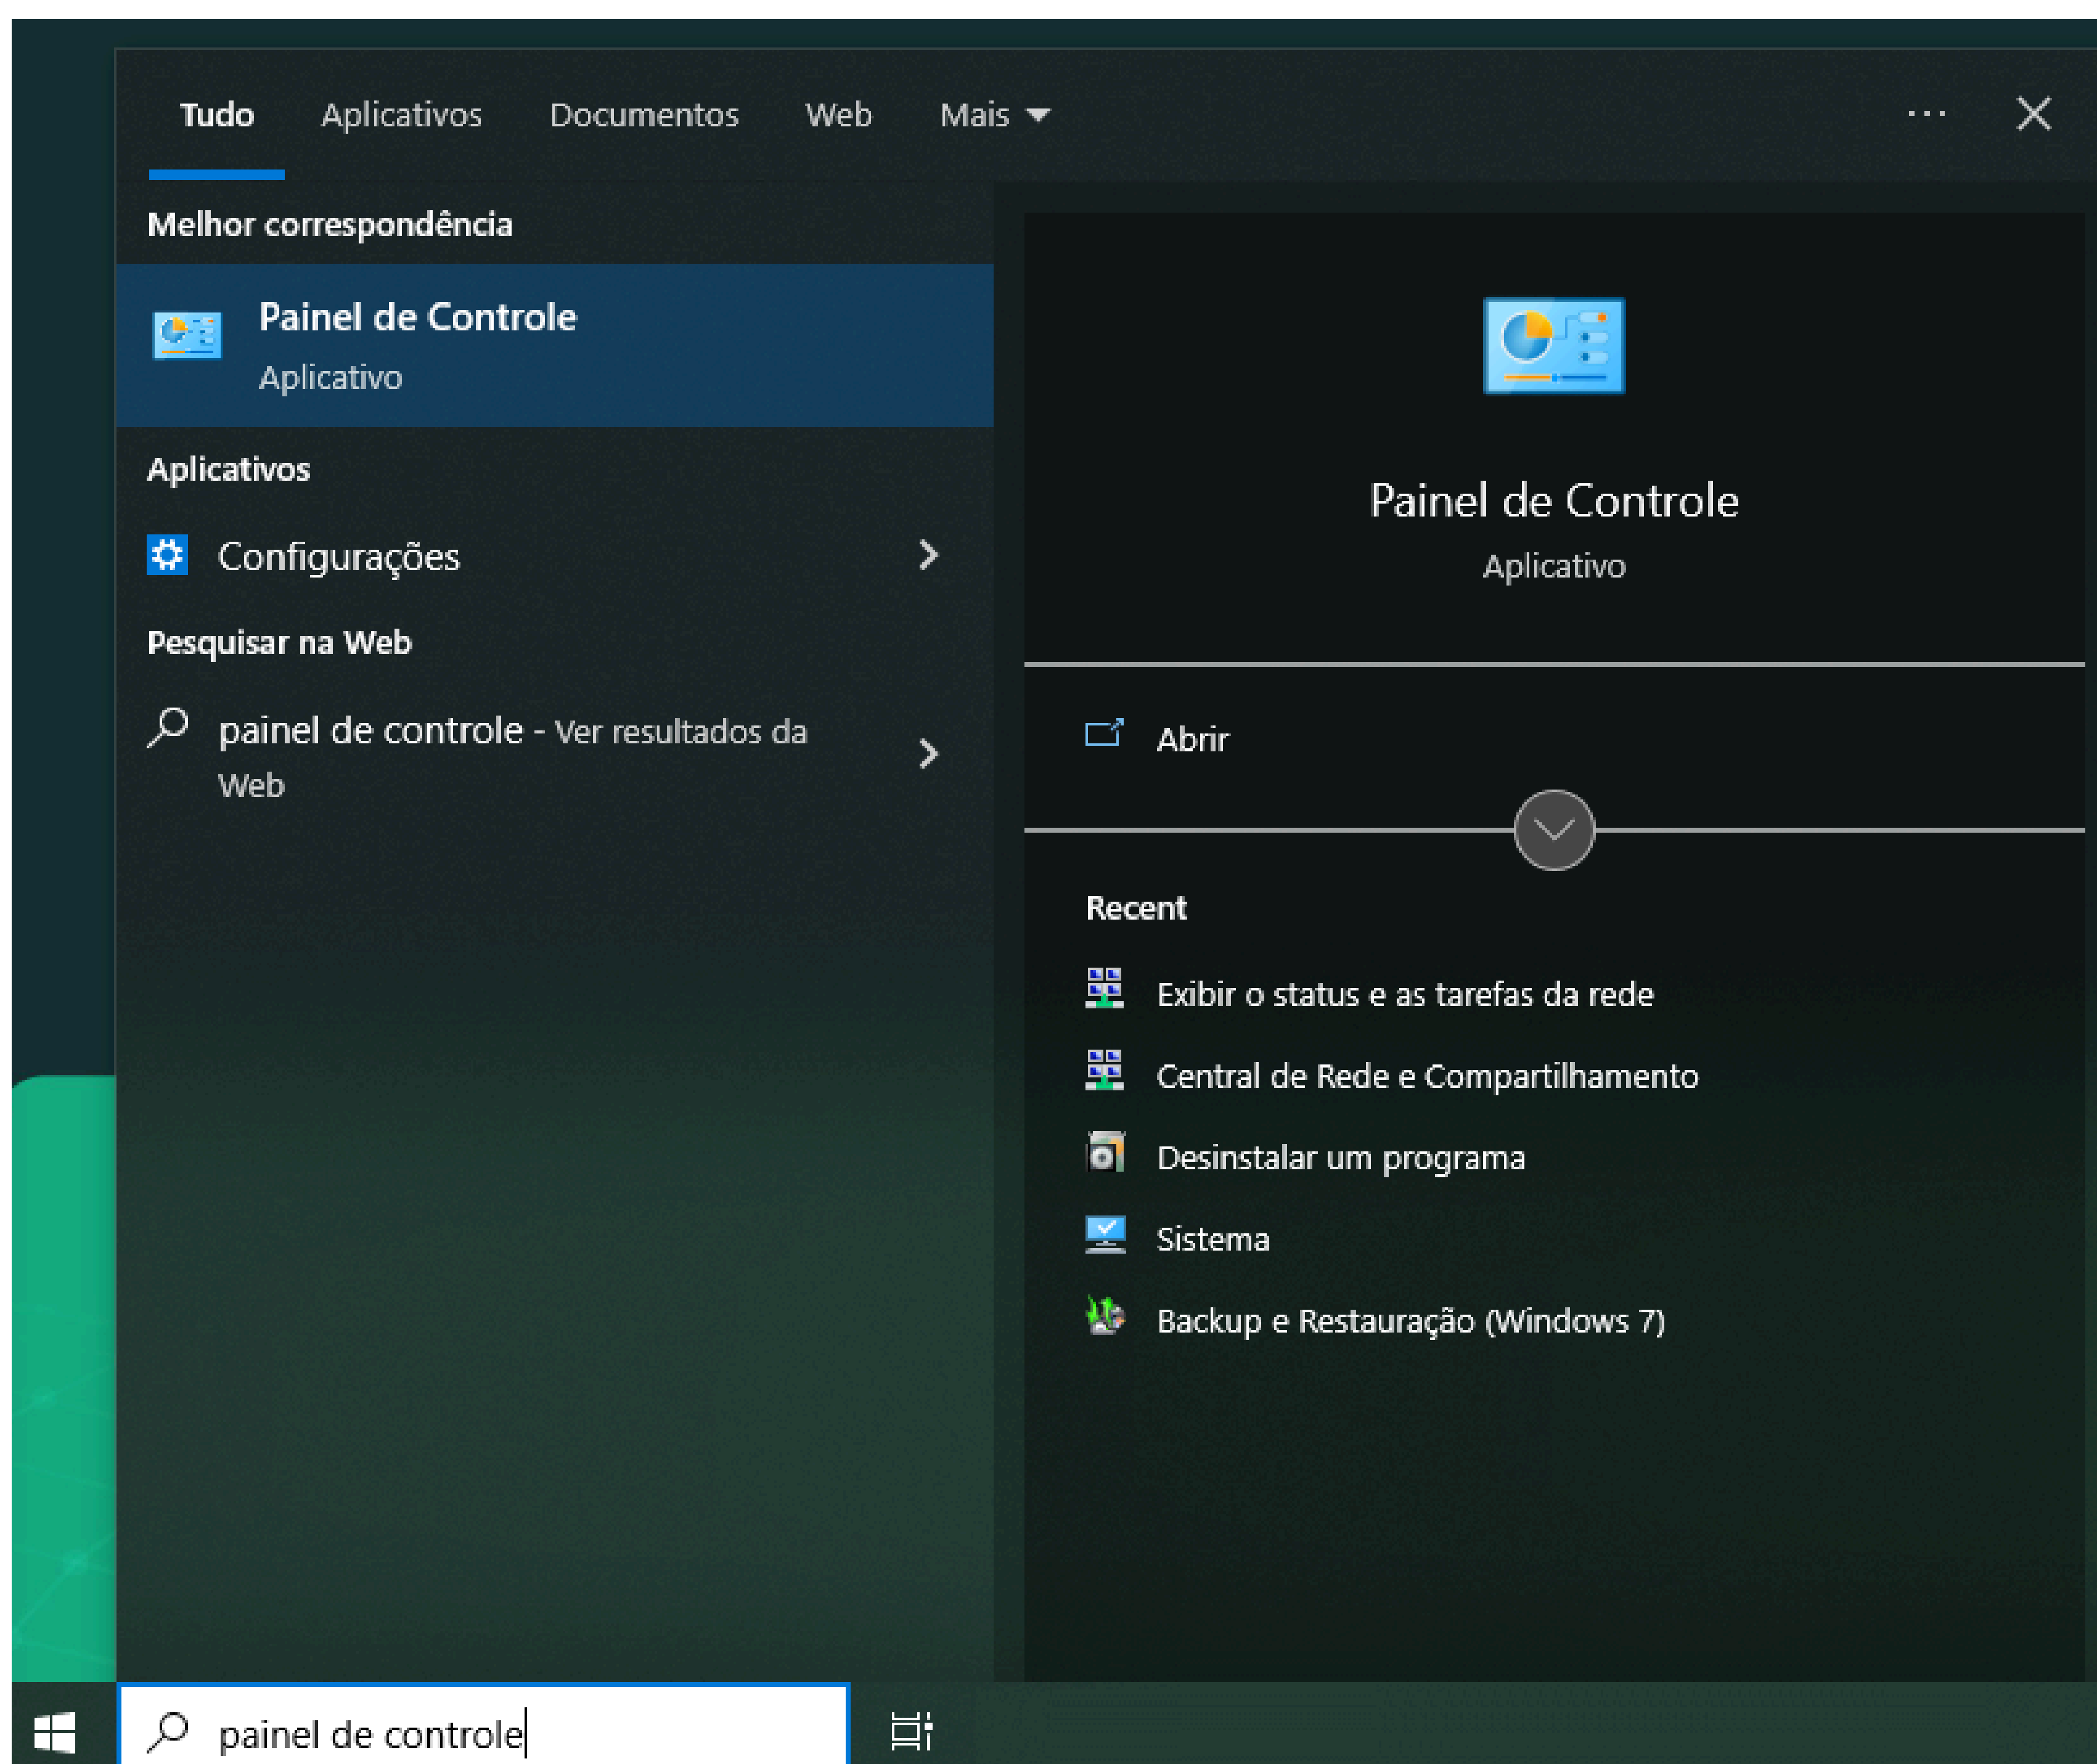 Tudo Aplicativos Documentos Web Mais
Melhor correspondência
Painel de Controle
Aplicativo
Aplicativos
Configurações
Pesquisar na Web
painel de controle - Ver resultados da
Web
Painel de Controle
Aplicativo
Abrir
Recent
Exibir o status e as tarefas da rede
Central de Rede e Compartilhamento
Desinstalar um programa
Sistema
Backup e Restauração (Windows 7)
painel de controle